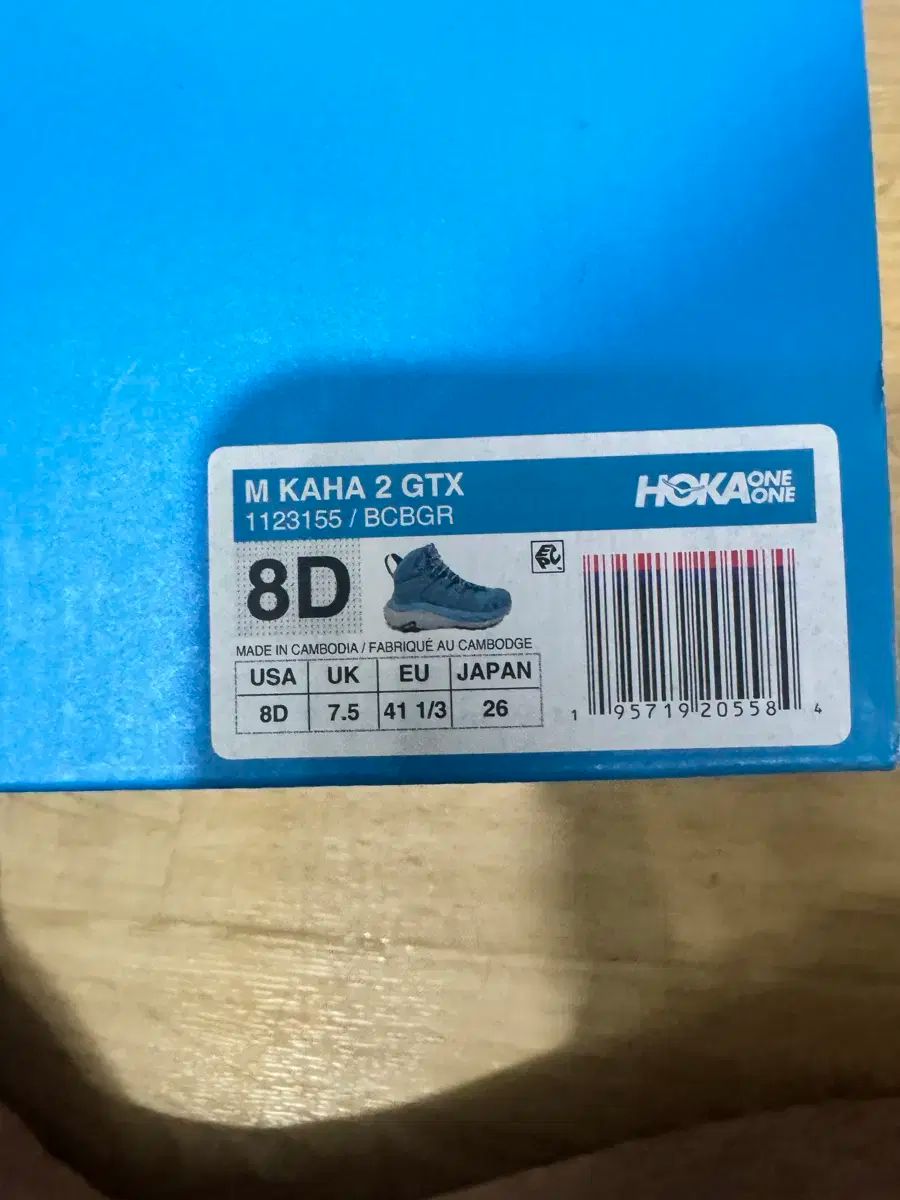 M KAHA 2 GTX
1123155 / BCBGR
HOKA ONE ONE
8D
MADE IN CAMBODIA / FABRIQUÉ AU CAMBODGE
USA UK EU JAPAN
8D 7.5 41 1/3 26
1 95719 20558 4